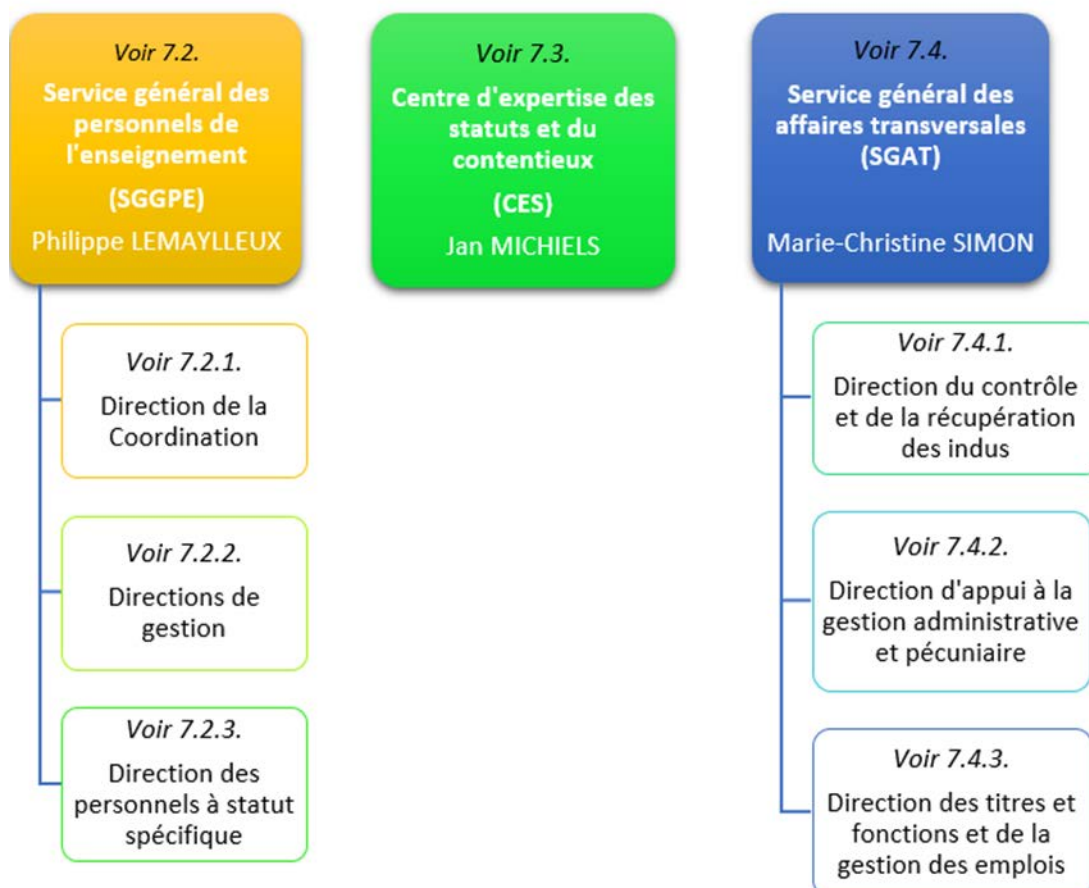 Voir 7.2.
Service général des
personnels de
l'enseignement
(SGGPE)
Philippe LEMAYLLEUX
Voir 7.2.1.
Direction de la
Coordination
Voir 7.2.2.
Directions de
gestion
Voir 7.2.3.
Direction des
personnels à statut
spécifique
Voir 7.3.
Centre d'expertise des
statuts et du
contentieux
(CES)
Jan MICHIELS
Voir 7.4.
Service général des
affaires transversales
(SGAT)
Marie-Christine SIMON
Voir 7.4.1.
Direction du contrôle
et de la récupération
des indus
Voir 7.4.2.
Direction d'appui à la
gestion administrative
et pécuniaire
Voir 7.4.3.
Direction des titres et
fonctions et de la
gestion des emplois